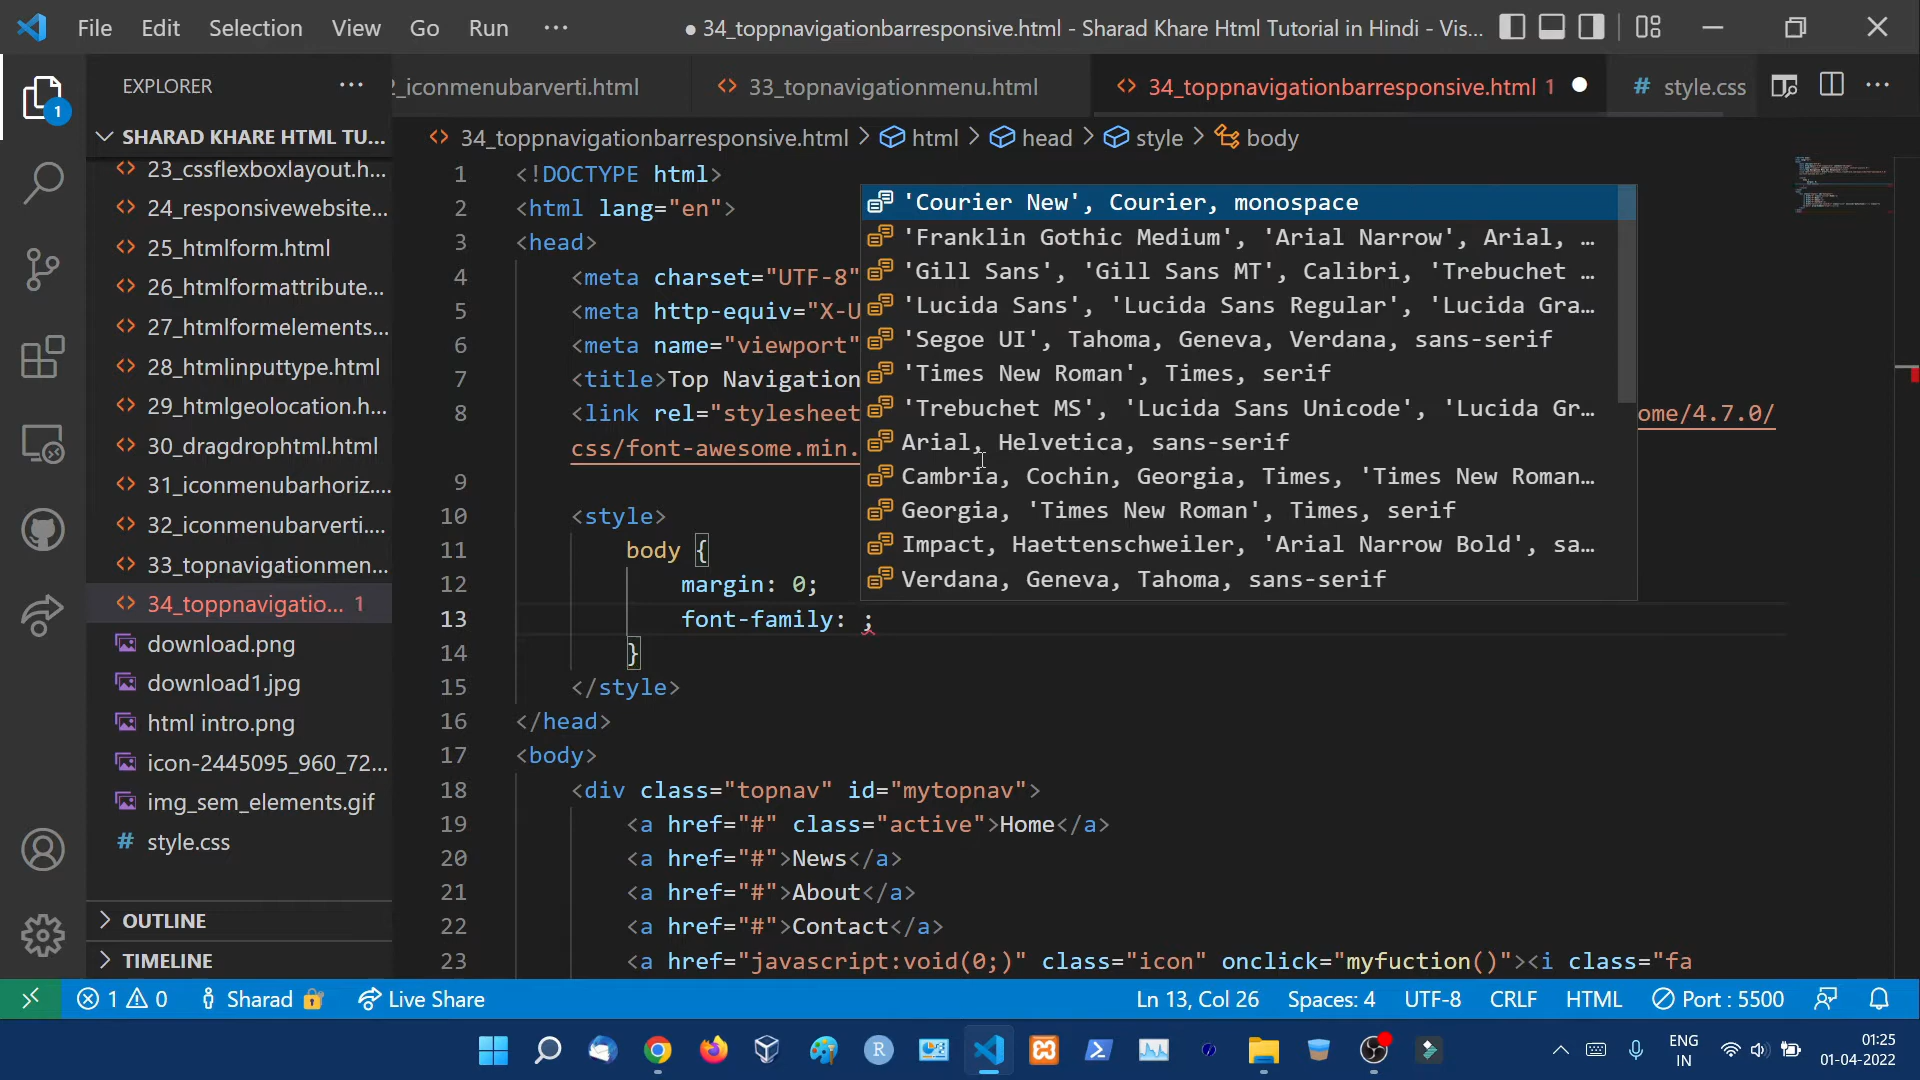 File Edit Selection View Go Run ···
● 34_toppnavigationbarresponsive.html - Sharad Khare Html Tutorial in Hindi - Vis...
EXPLORER ···
2_iconmenubarverti.html
33_topnavigationmenu.html
34_toppnavigationbarresponsive.html 1
# style.css ···
1
SHARAD KHARE HTML TU...
34_toppnavigationbarresponsive.html > html > head > style > body
23_cssflexboxlayout.h...
24_responsivewebsite...
25_htmlform.html
26_htmlformattribute...
27_htmlformelements...
28_htmlinputtype.html
29_htmlgeolocation.h...
30_dragdrophtml.html
31_iconmenubarhoriz...
32_iconmenubarverti...
33_topnavigationmen...
34_toppnavigatio... 1
download.png
download1.jpg
html intro.png
icon-2445095_960_72...
img_sem_elements.gif
# style.css
OUTLINE
TIMELINE
1 <!DOCTYPE html>
2 <html lang="en">
3 <head>
4 <meta charset="UTF-8"
5 <meta http-equiv="X-U
6 <meta name="viewport"
7 <title>Top Navigation
8 <link rel="stylesheet ome/4.7.0/
css/font-awesome.min.
9
10 <style>
11 body {
12 margin: 0;
13 font-family: ;
14 }
15 </style>
16 </head>
17 <body>
18 <div class="topnav" id="mytopnav">
19 <a href="#" class="active">Home</a>
20 <a href="#">News</a>
21 <a href="#">About</a>
22 <a href="#">Contact</a>
23 <a href="javascript:void(0;)" class="icon" onclick="myfuction()"><i class="fa
'Courier New', Courier, monospace
'Franklin Gothic Medium', 'Arial Narrow', Arial, ...
'Gill Sans', 'Gill Sans MT', Calibri, 'Trebuchet ...
'Lucida Sans', 'Lucida Sans Regular', 'Lucida Gra...
'Segoe UI', Tahoma, Geneva, Verdana, sans-serif
'Times New Roman', Times, serif
'Trebuchet MS', 'Lucida Sans Unicode', 'Lucida Gr...
Arial, Helvetica, sans-serif
Cambria, Cochin, Georgia, Times, 'Times New Roman...
Georgia, 'Times New Roman', Times, serif
Impact, Haettenschweiler, 'Arial Narrow Bold', sa...
Verdana, Geneva, Tahoma, sans-serif
1 0 Sharad Live Share Ln 13, Col 26 Spaces: 4 UTF-8 CRLF HTML Port : 5500
R
ENG
IN
01:25
01-04-2022